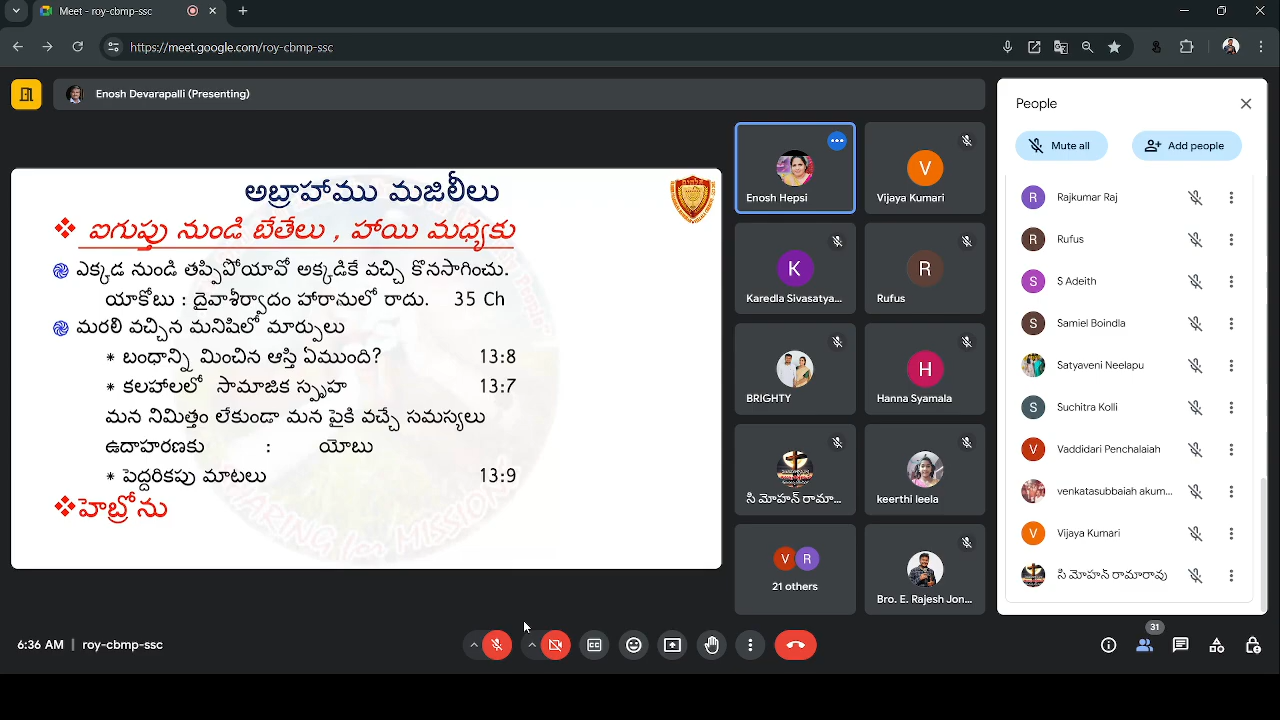 Meet - roy-cbmp-ssc
https://meet.google.com/roy-cbmp-ssc
Enosh Devarapalli (Presenting)
అబ్రాహాము మజిలీలు
ఐగుప్తు నుండి బేతేలు , హాయి మధ్యకు
ఎక్కడ నుండి తప్పిపోయావో అక్కడికే వచ్చి కొనసాగించు.
యాకోబు : దైవాశీర్వాదం హారానులో రాదు. 35 Ch
మరలి వచ్చిన మనిషిలో మార్పులు
* బంధాన్ని మించిన ఆస్తి ఏముంది? 13:8
* కలహాలలో సామాజిక స్పృహ 13:7
మన నిమిత్తం లేకుండా మన పైకి వచ్చే సమస్యలు
ఉదాహరణకు : యోబు
* పెద్దరికపు మాటలు 13:9
హెబ్రోను
Enosh Hepsi
Vijaya Kumari
K
Karedla Sivasatya...
R
Rufus
BRIGHTY
H
Hanna Syamala
సి మోహన్ రామా...
keerthi leela
V R
21 others
Bro. E. Rajesh Jon...
V
People
Mute all
Add people
R Rajkumar Raj
R Rufus
S S Adeith
S Samiel Boindla
Satyaveni Neelapu
S Suchitra Kolli
V Vaddidari Penchalaiah
venkatasubbaiah akum...
V Vijaya Kumari
సి మోహన్ రామారావు
6:36 AM | roy-cbmp-ssc
31